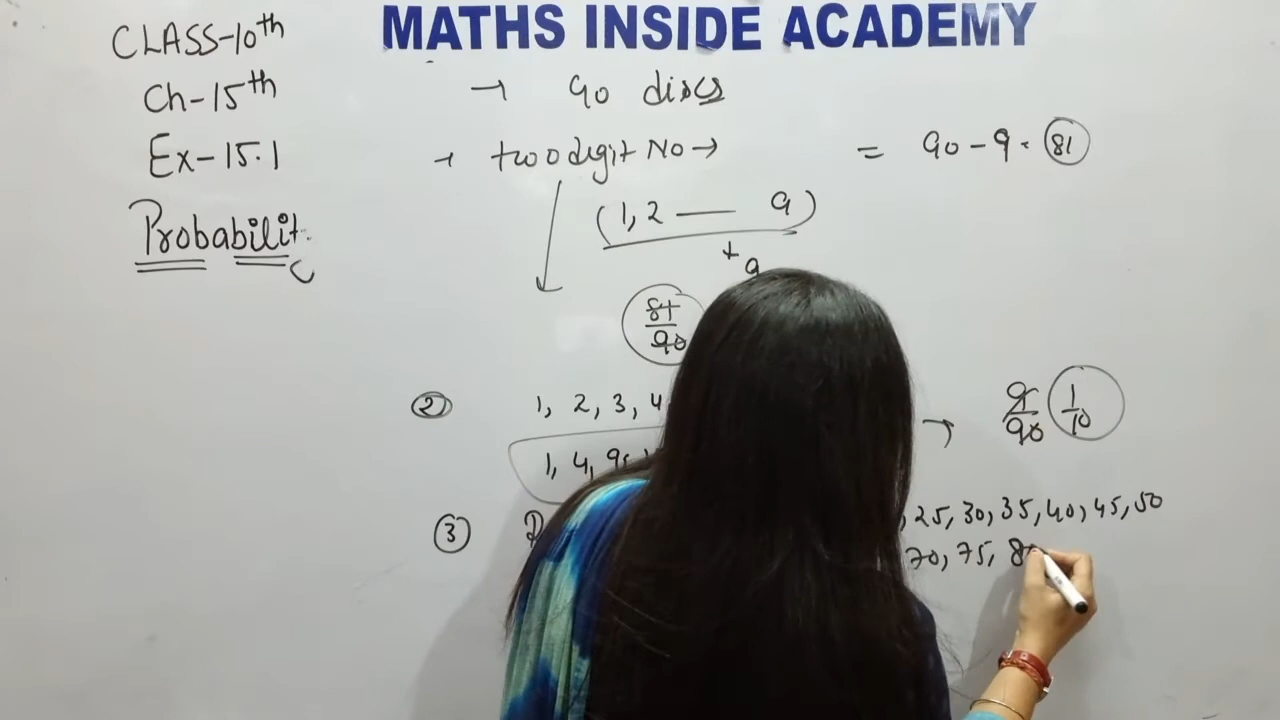 MATHS INSIDE ACADEMY
CLASS-10th
Ch-15th
Ex-15.1
Probability
→ 90 discs
→ two digit No → = 90 - 9 = 81
(1, 2 — 9)
+ 9
81/90
② 1, 2, 3, 4
1, 4, 9, → 9/90 1/10
③ , 25, 30, 35, 40, 45, 50
70, 75, 80